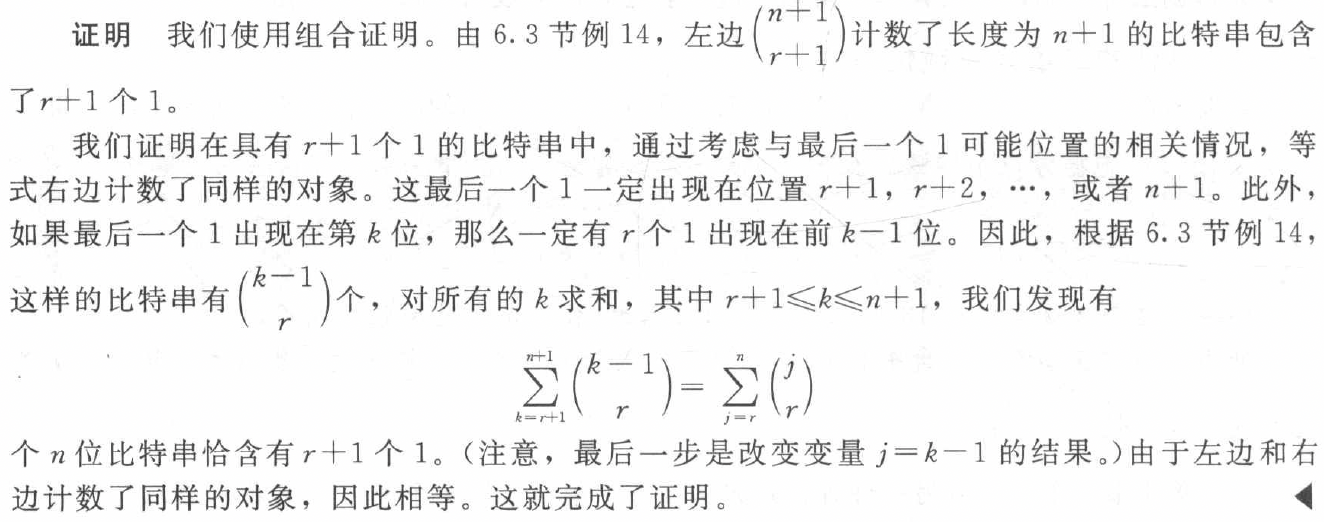 证明 我们使用组合证明。由 6.3 节例 14，左边$\binom{n+1}{r+1}$计数了长度为 n+1 的比特串包含
了r+1 个 1。
我们证明在具有 r+1 个 1 的比特串中，通过考虑与最后一个 1 可能位置的相关情况，等
式右边计数了同样的对象。这最后一个 1 一定出现在位置 r+1，r+2，…，或者 n+1。此外，
如果最后一个 1 出现在第 k 位，那么一定有 r 个 1 出现在前 k−1 位。因此，根据 6.3 节例 14，
这样的比特串有$\binom{k-1}{r}$个，对所有的 k 求和，其中 r+1≤k≤n+1，我们发现有
$\sum_{k=r+1}^{n+1}\binom{k-1}{r}=\sum_{j=r}^{n}\binom{j}{r}$
个 n 位比特串恰含有 r+1 个 1。（注意，最后一步是改变变量 j=k−1 的结果。）由于左边和右
边计数了同样的对象，因此相等。这就完成了证明。 ◀